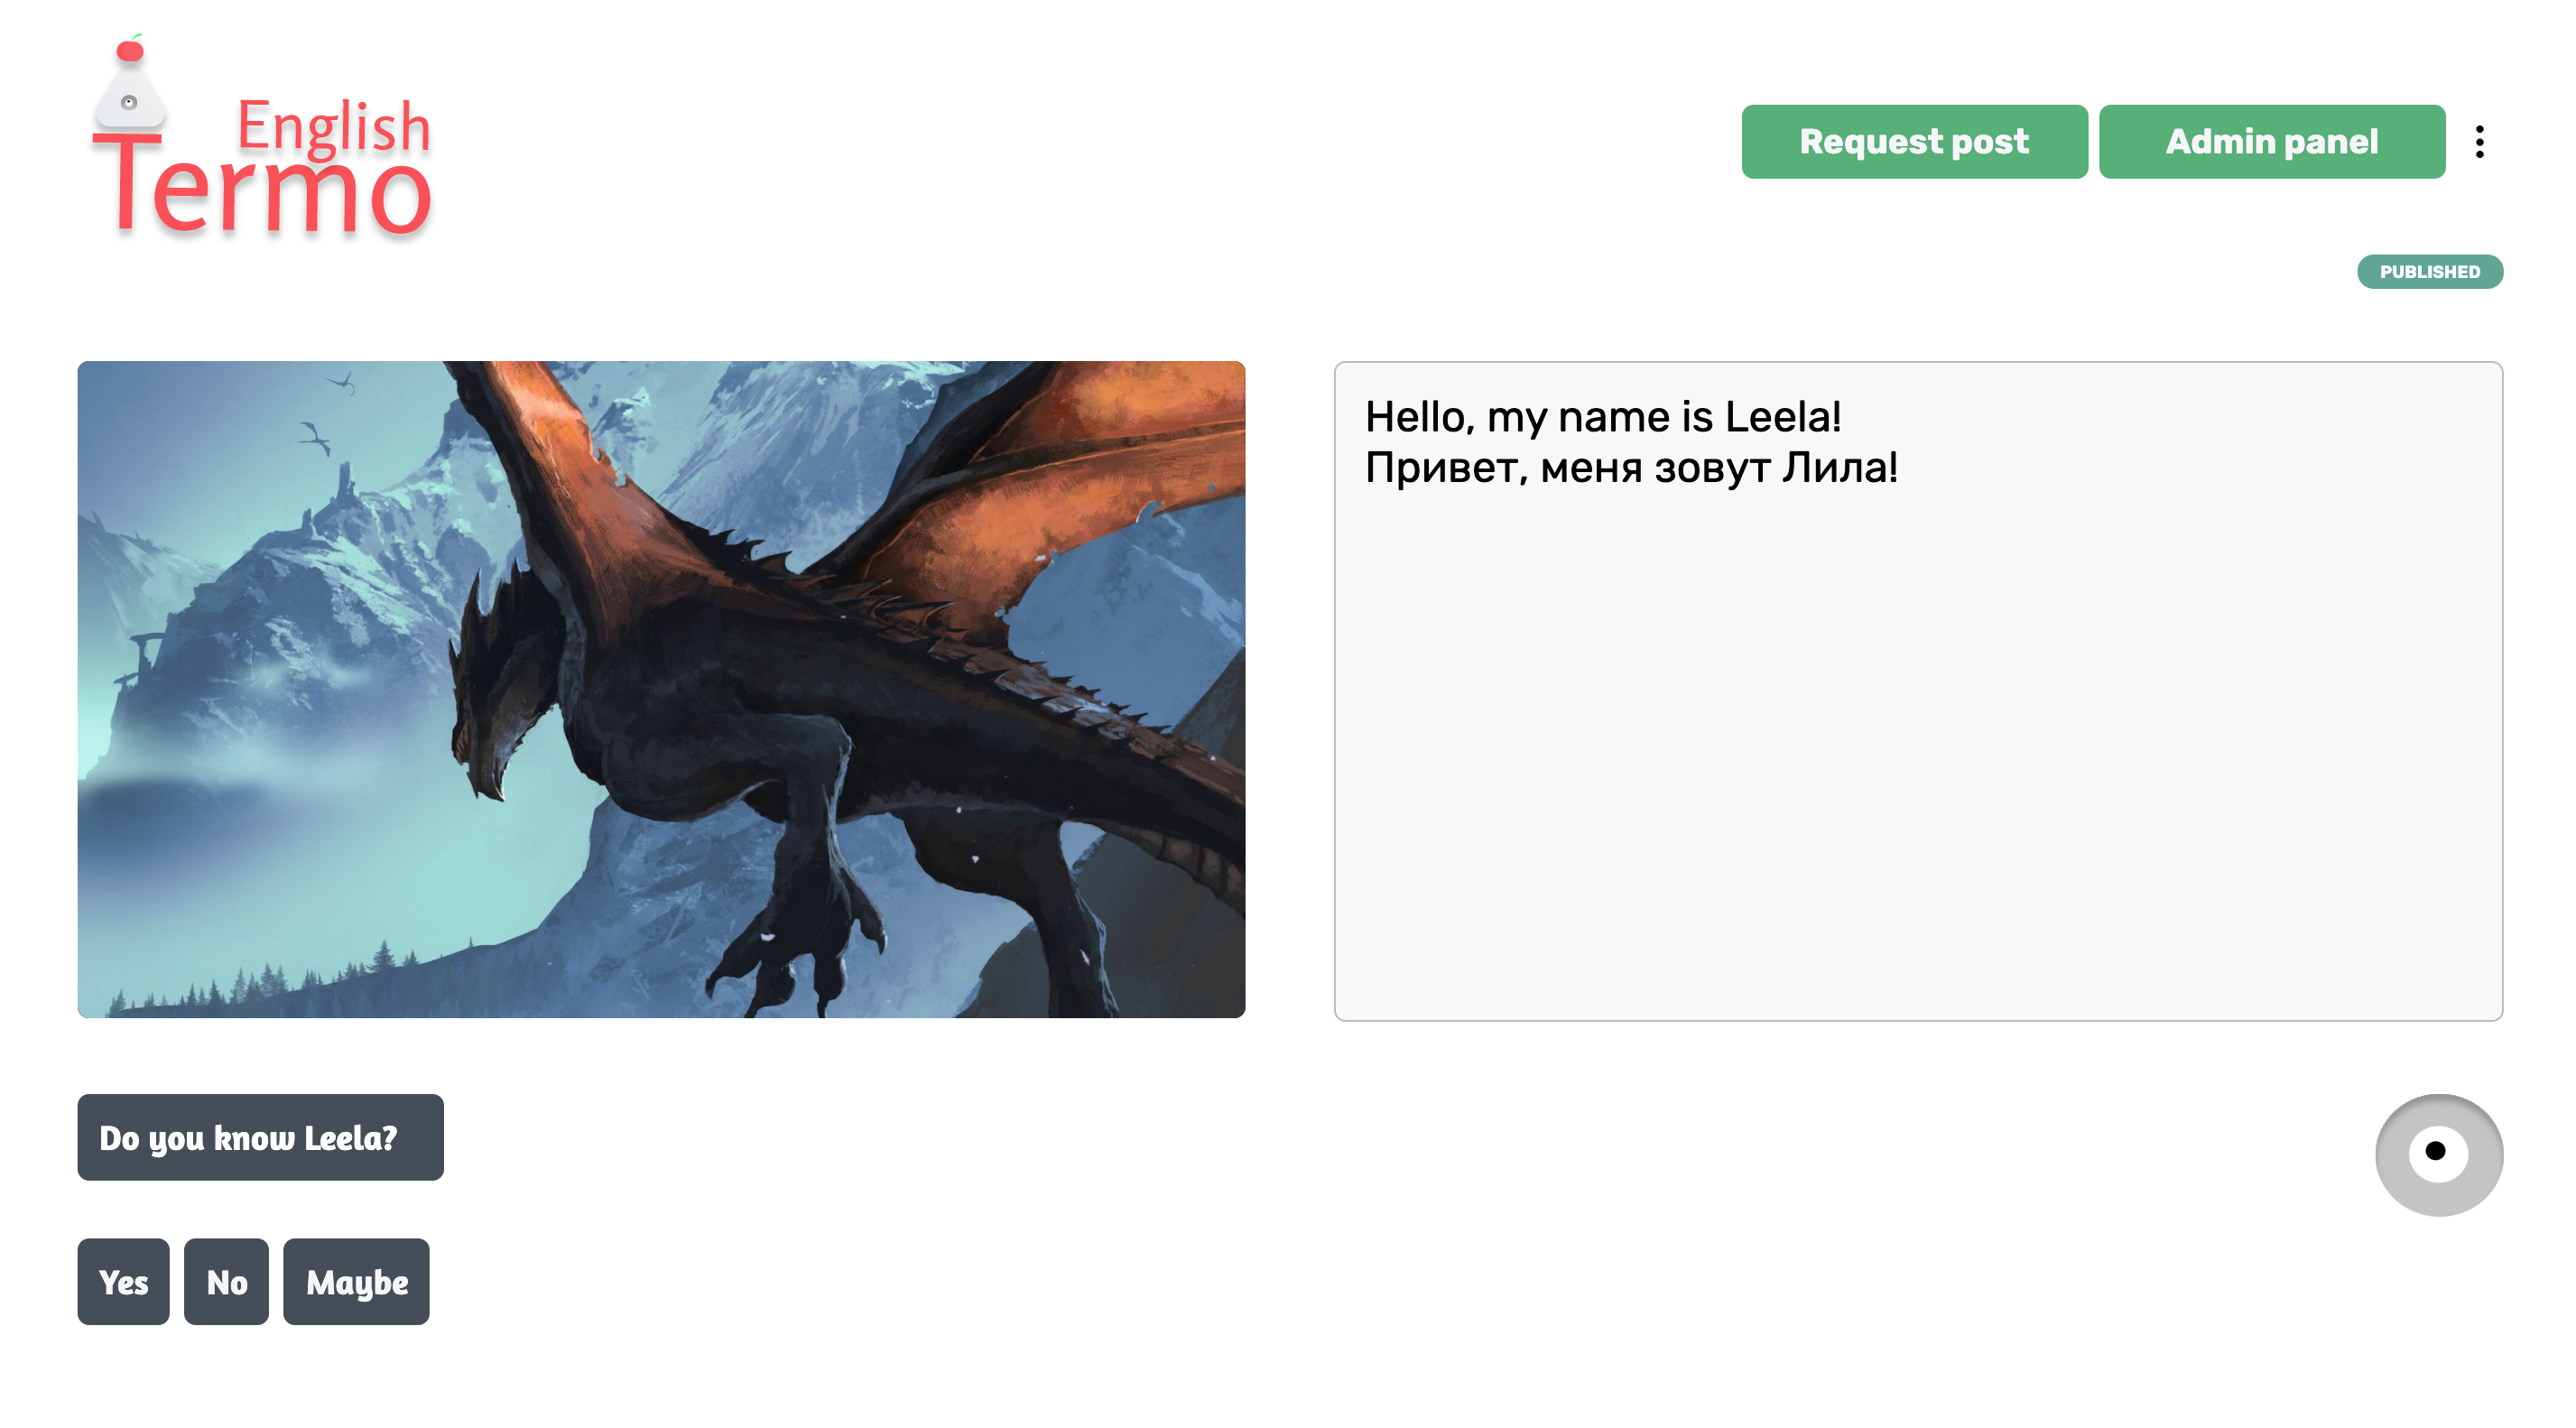 English
Termo
Request post
Admin panel
PUBLISHED
Hello, my name is Leela!
Привет, меня зовут Лила!
Do you know Leela?
Yes
No
Maybe